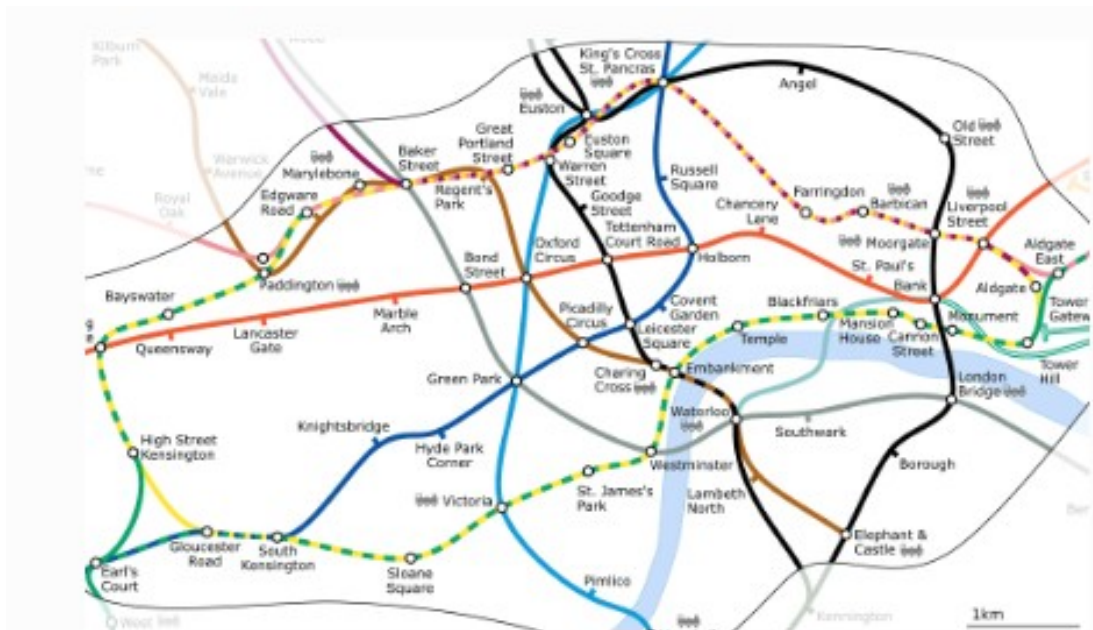 Kilburn
Park
Maida
Vale
Warwick
Avenue
Royal
Oak
King's Cross
St. Pancras
Angel
Old
Street
Euston
Euston
Square
Great
Portland
Street
Warren
Street
Baker
Street
Marylebone
Edgware
Road
Regent's
Park
Goodge
Street
Russell
Square
Farringdon
Barbican
Liverpool
Street
Chancery
Lane
Tottenham
Court Road
Moorgate
Aldgate
East
Oxford
Circus
Holborn
St. Paul's
Bond
Street
Bank
Aldgate
Paddington
Bayswater
Marble
Arch
Picadilly
Circus
Covent
Garden
Blackfriars
Monument
Tower
Gatew
Queensway
Lancaster
Gate
Leicester
Square
Temple
Mansion
House
Cannon
Street
Tower
Hill
Green Park
Charing
Cross
Embankment
London
Bridge
Knightsbridge
Hyde Park
Corner
Waterloo
Southwark
High Street
Kensington
Westminster
Borough
Victoria
St. James's
Park
Lambeth
North
Gloucester
Road
South
Kensington
Sloane
Square
Elephant &
Castle
Earl's
Court
Pimlico
West
Kennington
1km